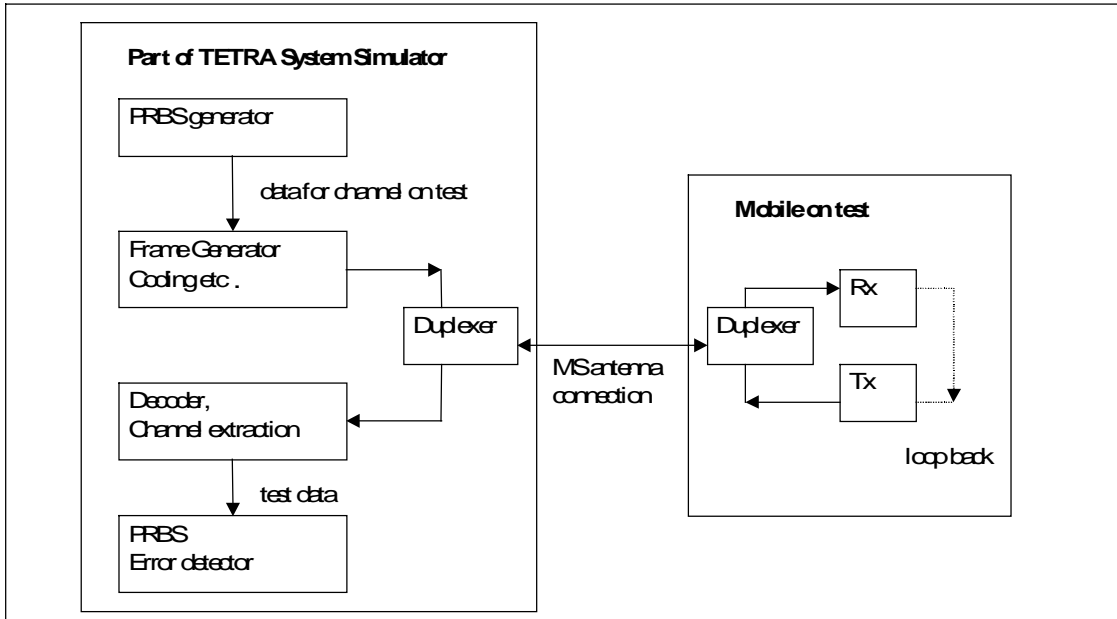 Part of TETRA System Simulator
PRBS generator
data for channel on test
Frame Generator
Coding etc .
Duplexer
Decoder,
Channel extraction
test data
PRBS
Error detector
MS antenna
connection
Mobile on test
Rx
Duplexer
Tx
loop back